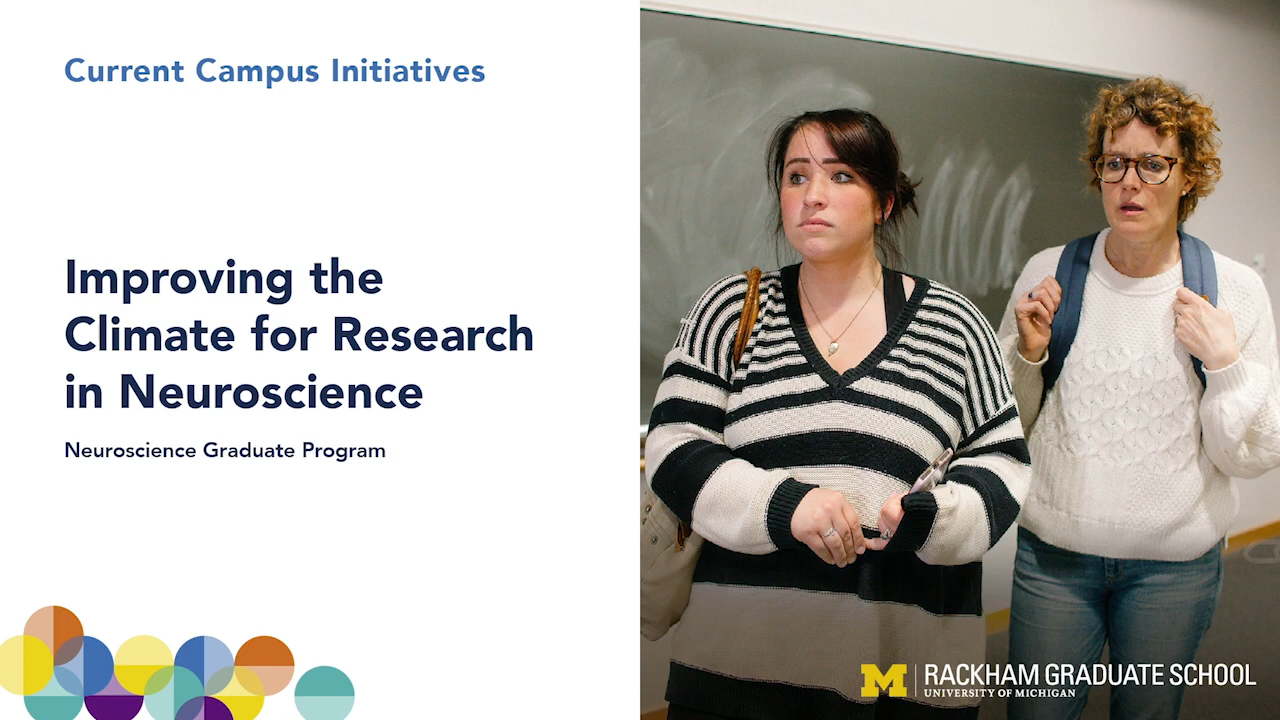 Current Campus Initiatives
Improving the
Climate for Research
in Neuroscience
Neuroscience Graduate Program
M RACKHAM GRADUATE SCHOOL
UNIVERSITY OF MICHIGAN